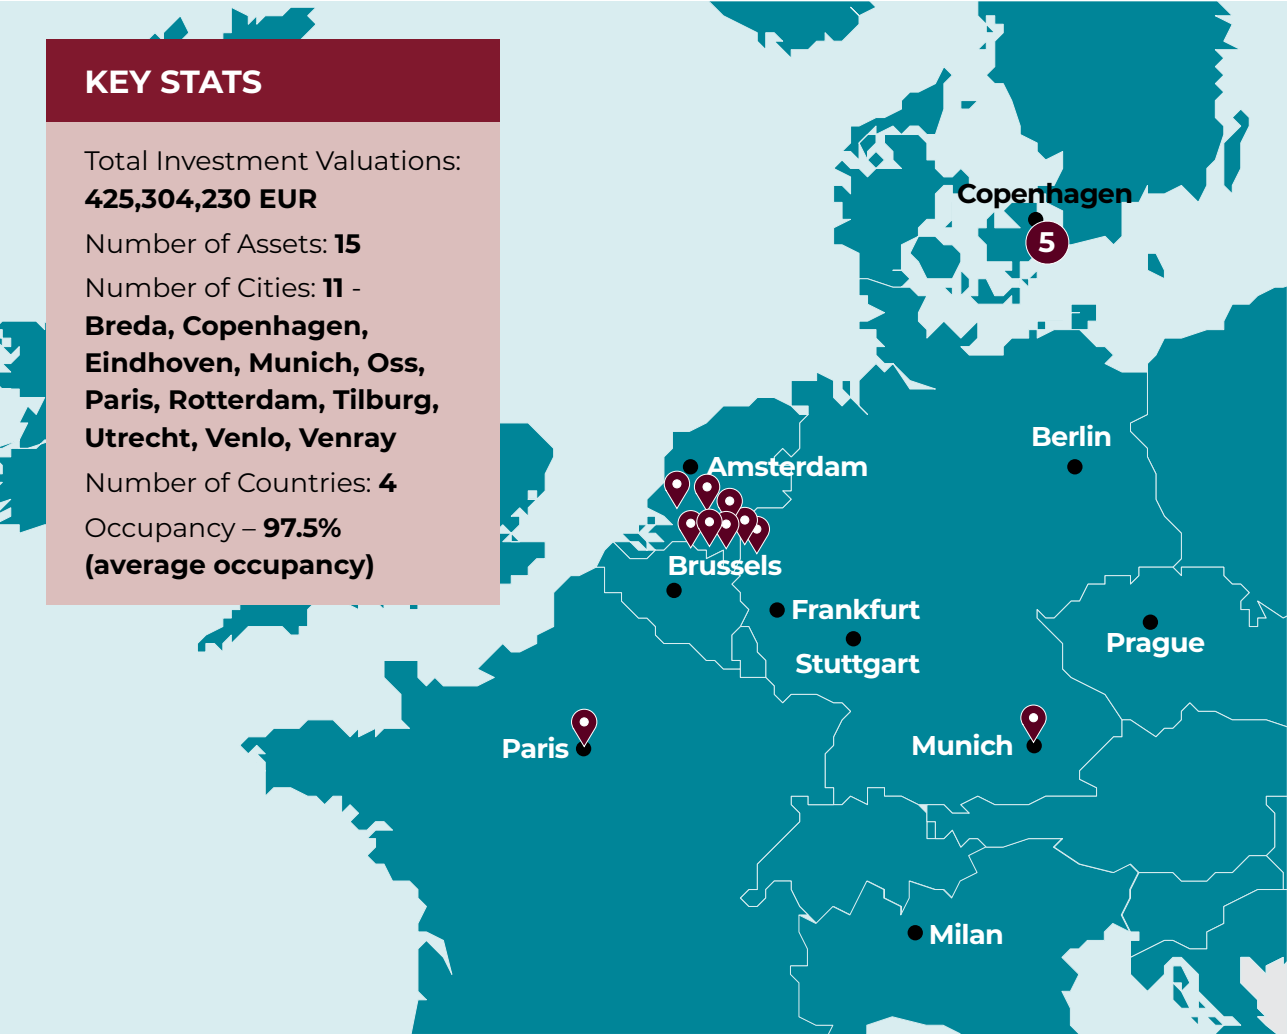 KEY STATS
Total Investment Valuations:
425,304,230 EUR
Number of Assets: 15
Number of Cities: 11 -
Breda, Copenhagen,
Eindhoven, Munich, Oss,
Paris, Rotterdam, Tilburg,
Utrecht, Venlo, Venray
Number of Countries: 4
Occupancy – 97.5%
(average occupancy)
Copenhagen
5
Berlin
Amsterdam
Brussels
Frankfurt
Stuttgart
Prague
Munich
Paris
Milan